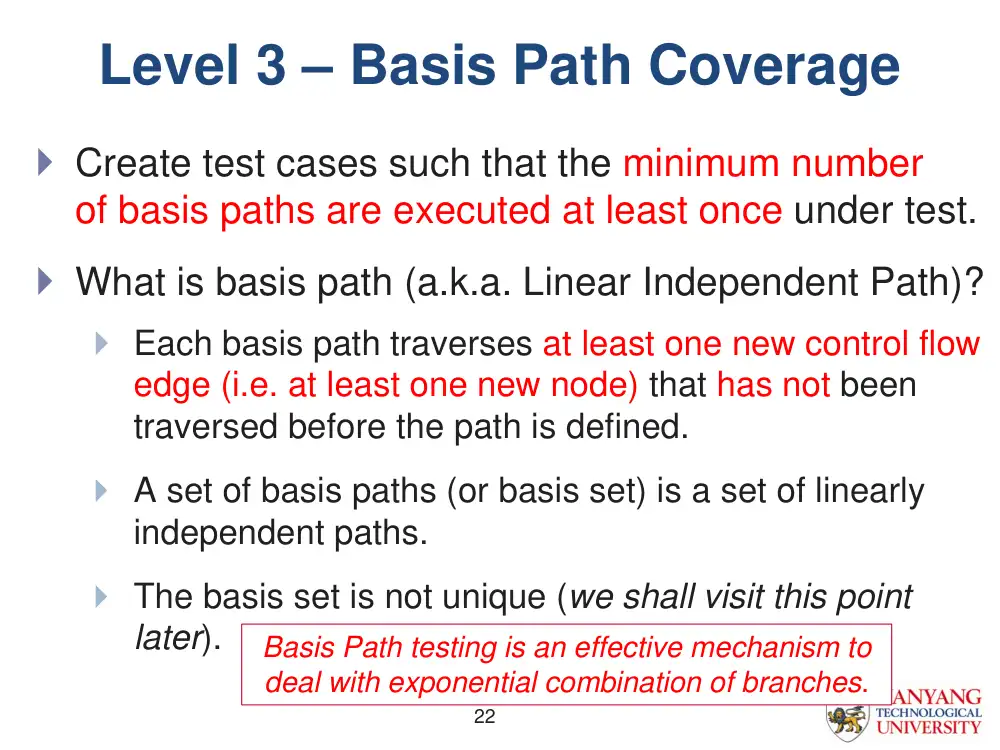 Level 3 – Basis Path Coverage
Create test cases such that the minimum number
of basis paths are executed at least once under test.
What is basis path (a.k.a. Linear Independent Path)?
Each basis path traverses at least one new control flow
edge (i.e. at least one new node) that has not been
traversed before the path is defined.
A set of basis paths (or basis set) is a set of linearly
independent paths.
The basis set is not unique (we shall visit this point
later).
Basis Path testing is an effective mechanism to
deal with exponential combination of branches.
22
ANYANG
TECHNOLOGICAL
UNIVERSITY